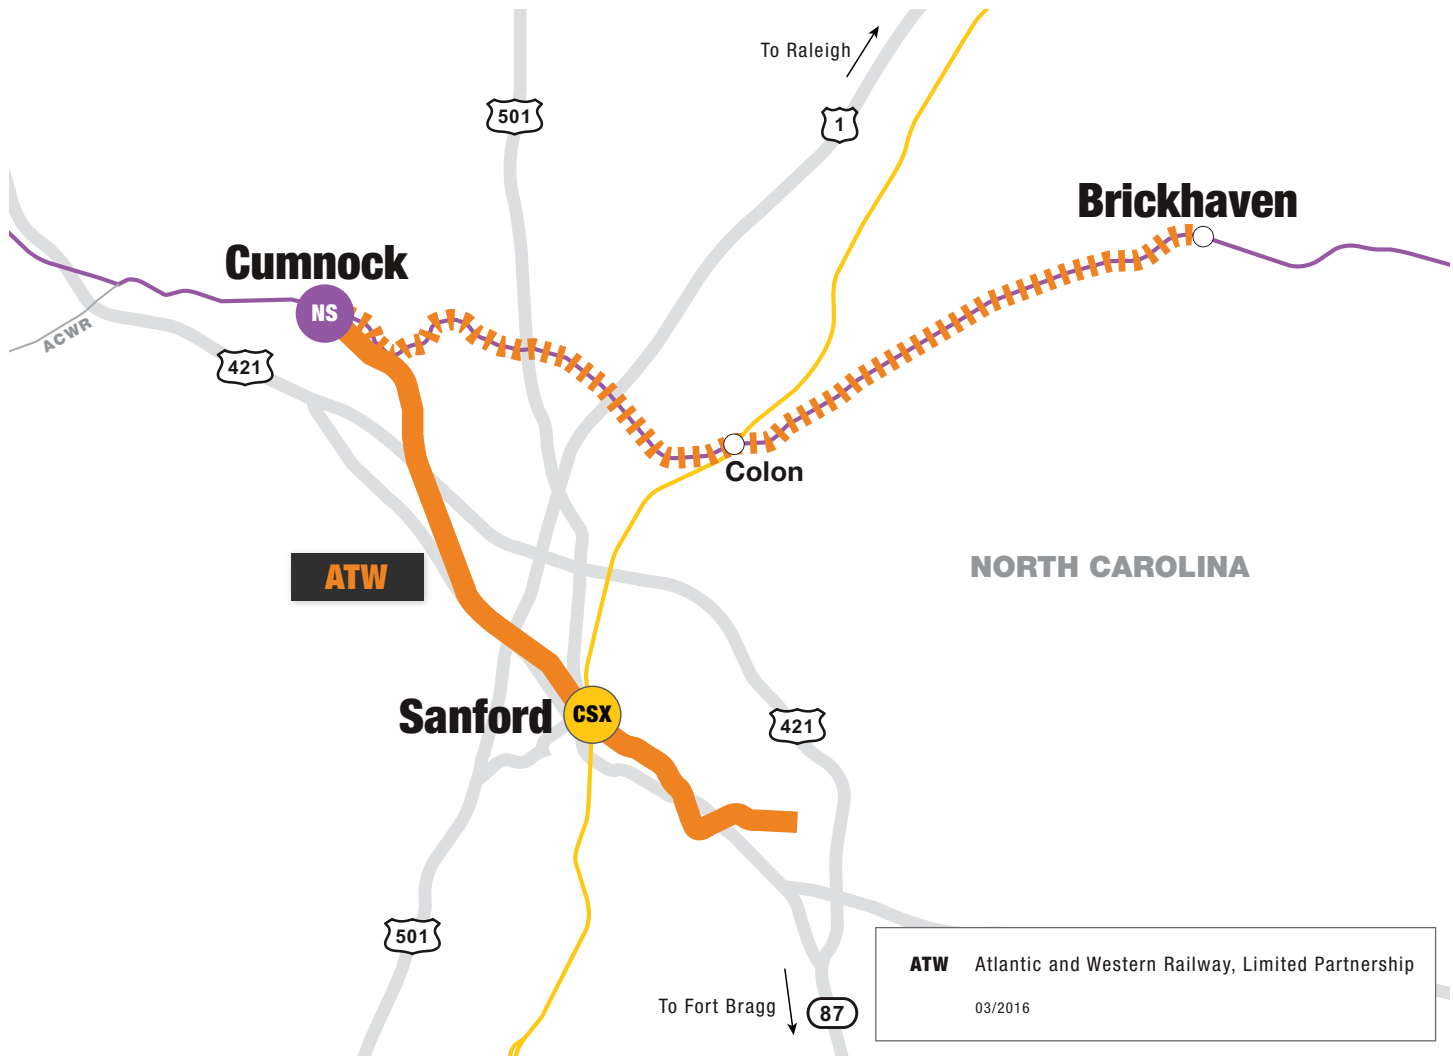 To Raleigh
501
1
Brickhaven
Cumnock
NS
ACWR
421
Colon
NORTH CAROLINA
ATW
Sanford
CSX
421
501
ATW Atlantic and Western Railway, Limited Partnership
03/2016
To Fort Bragg
87